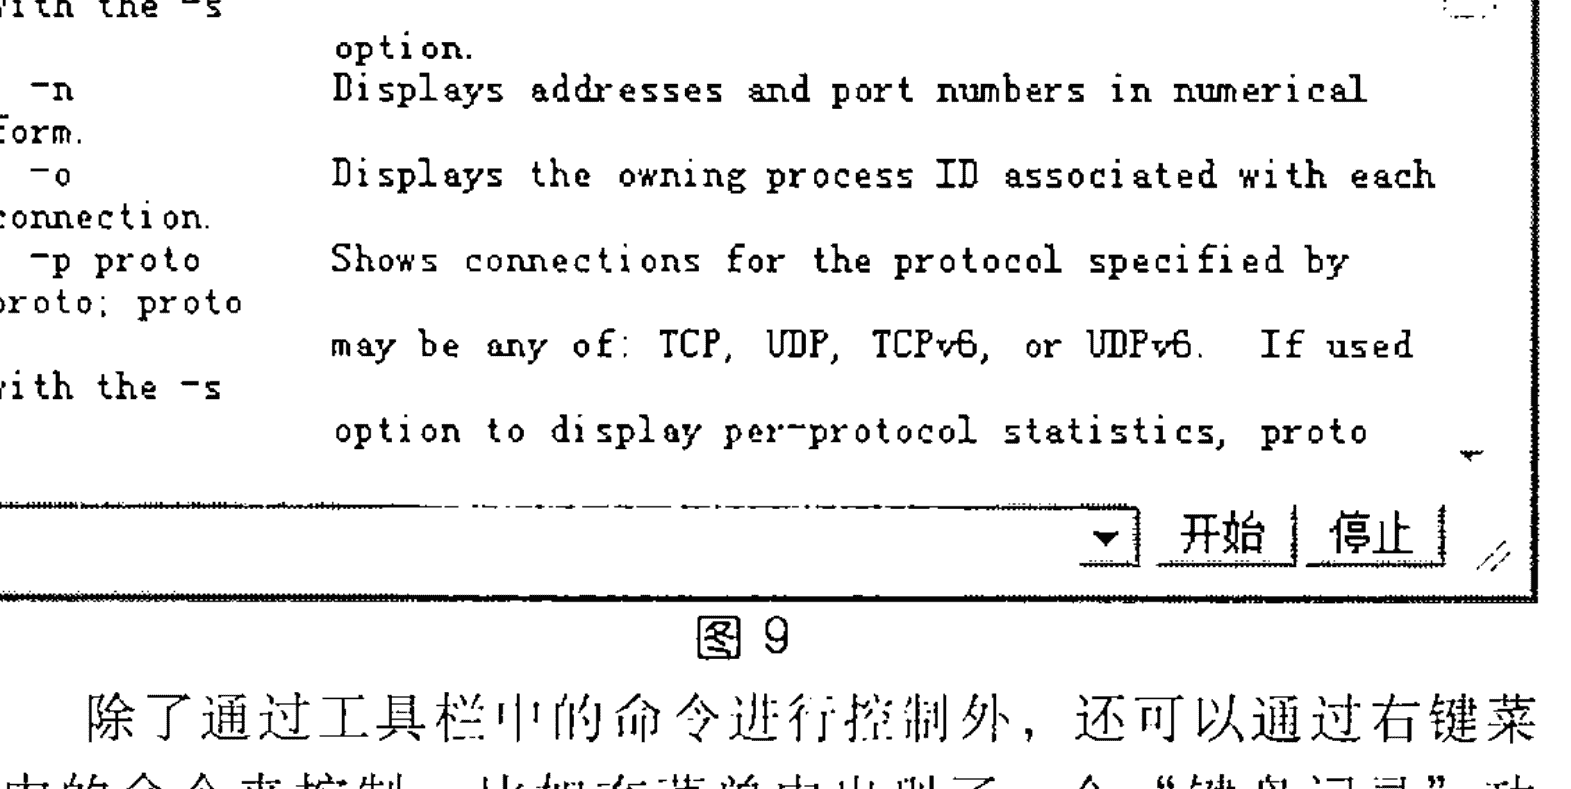 with the -s
option.
-n Displays addresses and port numbers in numerical
form.
-o Displays the owning process ID associated with each
connection.
-p proto Shows connections for the protocol specified by
proto; proto
may be any of: TCP, UDP, TCPv6, or UDPv6. If used
with the -s
option to display per-protocol statistics, proto
开始 停止
图 9
除了通过工具栏中的命令进行控制外，还可以通过右键菜